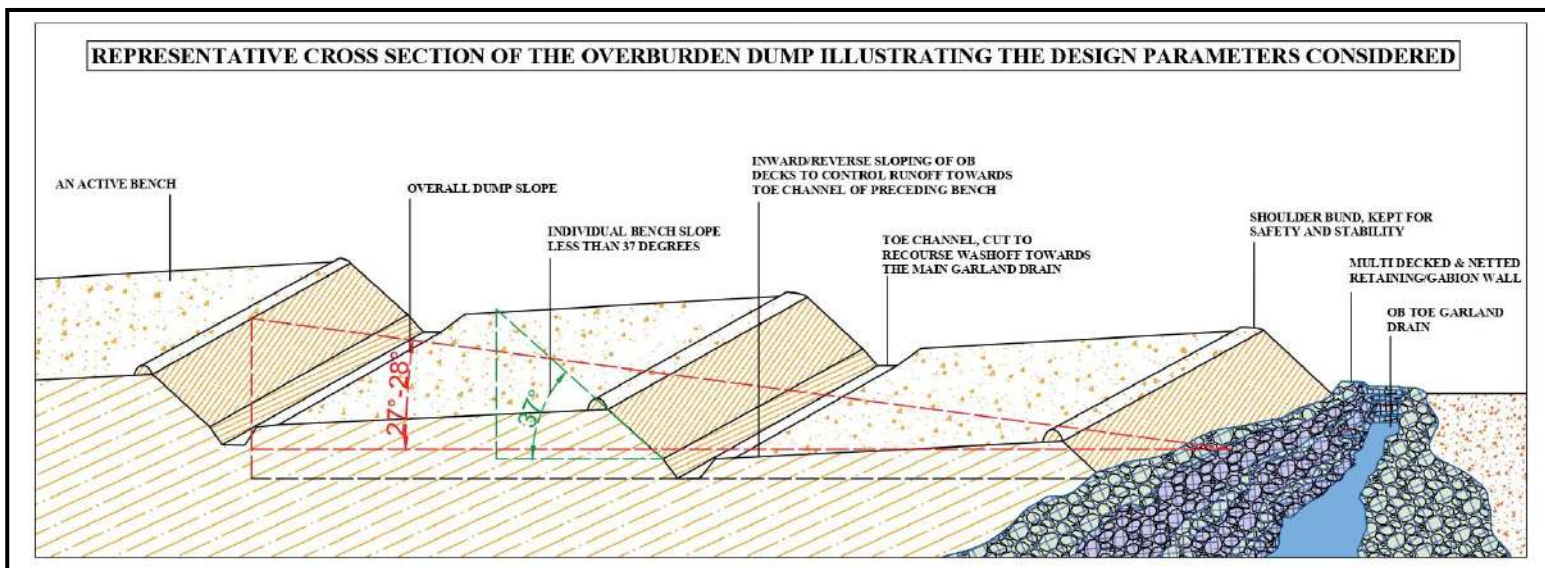 REPRESENTATIVE CROSS SECTION OF THE OVERBURDEN DUMP ILLUSTRATING THE DESIGN PARAMETERS CONSIDERED
AN ACTIVE BENCH
OVERALL DUMP SLOPE
INDIVIDUAL BENCH SLOPE
LESS THAN 37 DEGREES
INWARD/REVERSE SLOPING OF OB
DECKS TO CONTROL RUNOFF TOWARDS
TOE CHANNEL OF PRECEDING BENCH
TOE CHANNEL, CUT TO
RECOURSE WASHOFF TOWARDS
THE MAIN GARLAND DRAIN
SHOULDER BUND, KEPT FOR
SAFETY AND STABILITY
MULTI DECKED & NETTED
RETAINING/GABION WALL
OB TOE GARLAND
DRAIN
27°-28°
37°